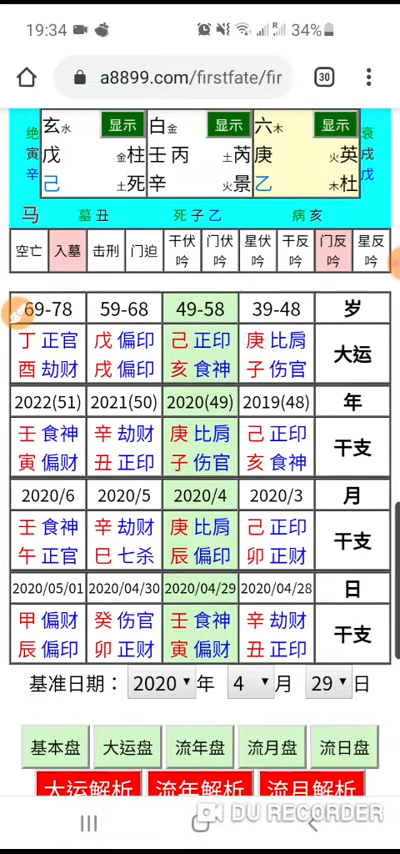 19:34 34%
a8899.com/firstfate/fir 30
绝 玄水 显示 白金 显示 六木 显示 衰
寅 戊 金柱 壬 丙 土芮 庚 火英 戌
辛 己 土死 辛 火景 乙 木杜 戊
马 墓 丑 死 子 乙 病 亥
空亡 入墓 击刑 门迫 干伏吟 门伏吟 星伏吟 干反吟 门反吟 星反吟
69-78 59-68 49-58 39-48 岁
丁 正官 戊 偏印 己 正印 庚 比肩 大运
酉 劫财 戌 偏印 亥 食神 子 伤官
2022(51) 2021(50) 2020(49) 2019(48) 年
壬 食神 辛 劫财 庚 比肩 己 正印 干支
寅 偏财 丑 正印 子 伤官 亥 食神
2020/6 2020/5 2020/4 2020/3 月
壬 食神 辛 劫财 庚 比肩 己 正印 干支
午 正官 巳 七杀 辰 偏印 卯 正财
2020/05/01 2020/04/30 2020/04/29 2020/04/28 日
甲 偏财 癸 伤官 壬 食神 辛 劫财 干支
辰 偏印 卯 正财 寅 偏财 丑 正印
基准日期： 2020 年 4 月 29 日
基本盘 大运盘 流年盘 流月盘 流日盘
大运解析 流年解析 流月解析
DU RECORDER